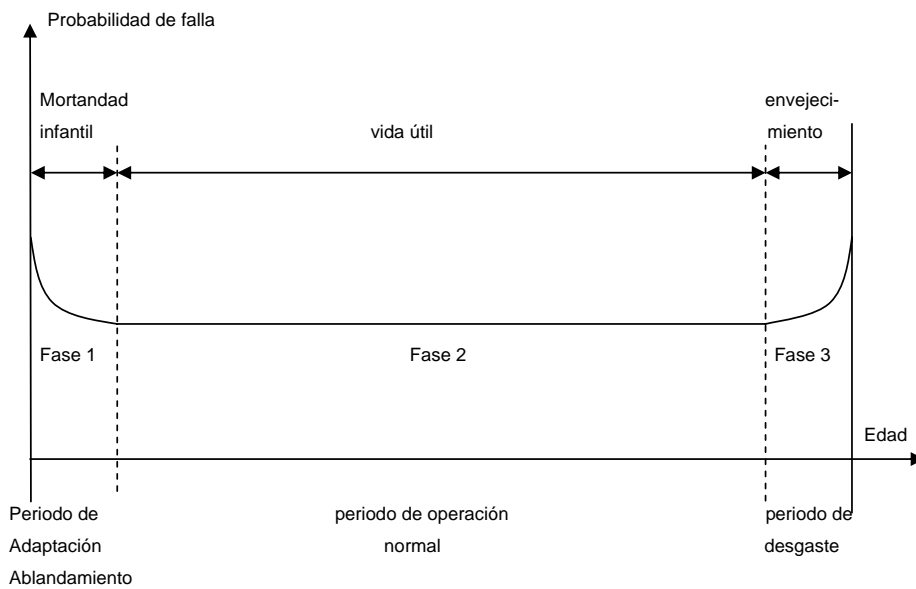 Probabilidad de falla
Mortandad
infantil
vida útil
envejeci-
miento
Fase 1
Fase 2
Fase 3
Edad
Periodo de
Adaptación
Ablandamiento
periodo de operación
normal
periodo de
desgaste